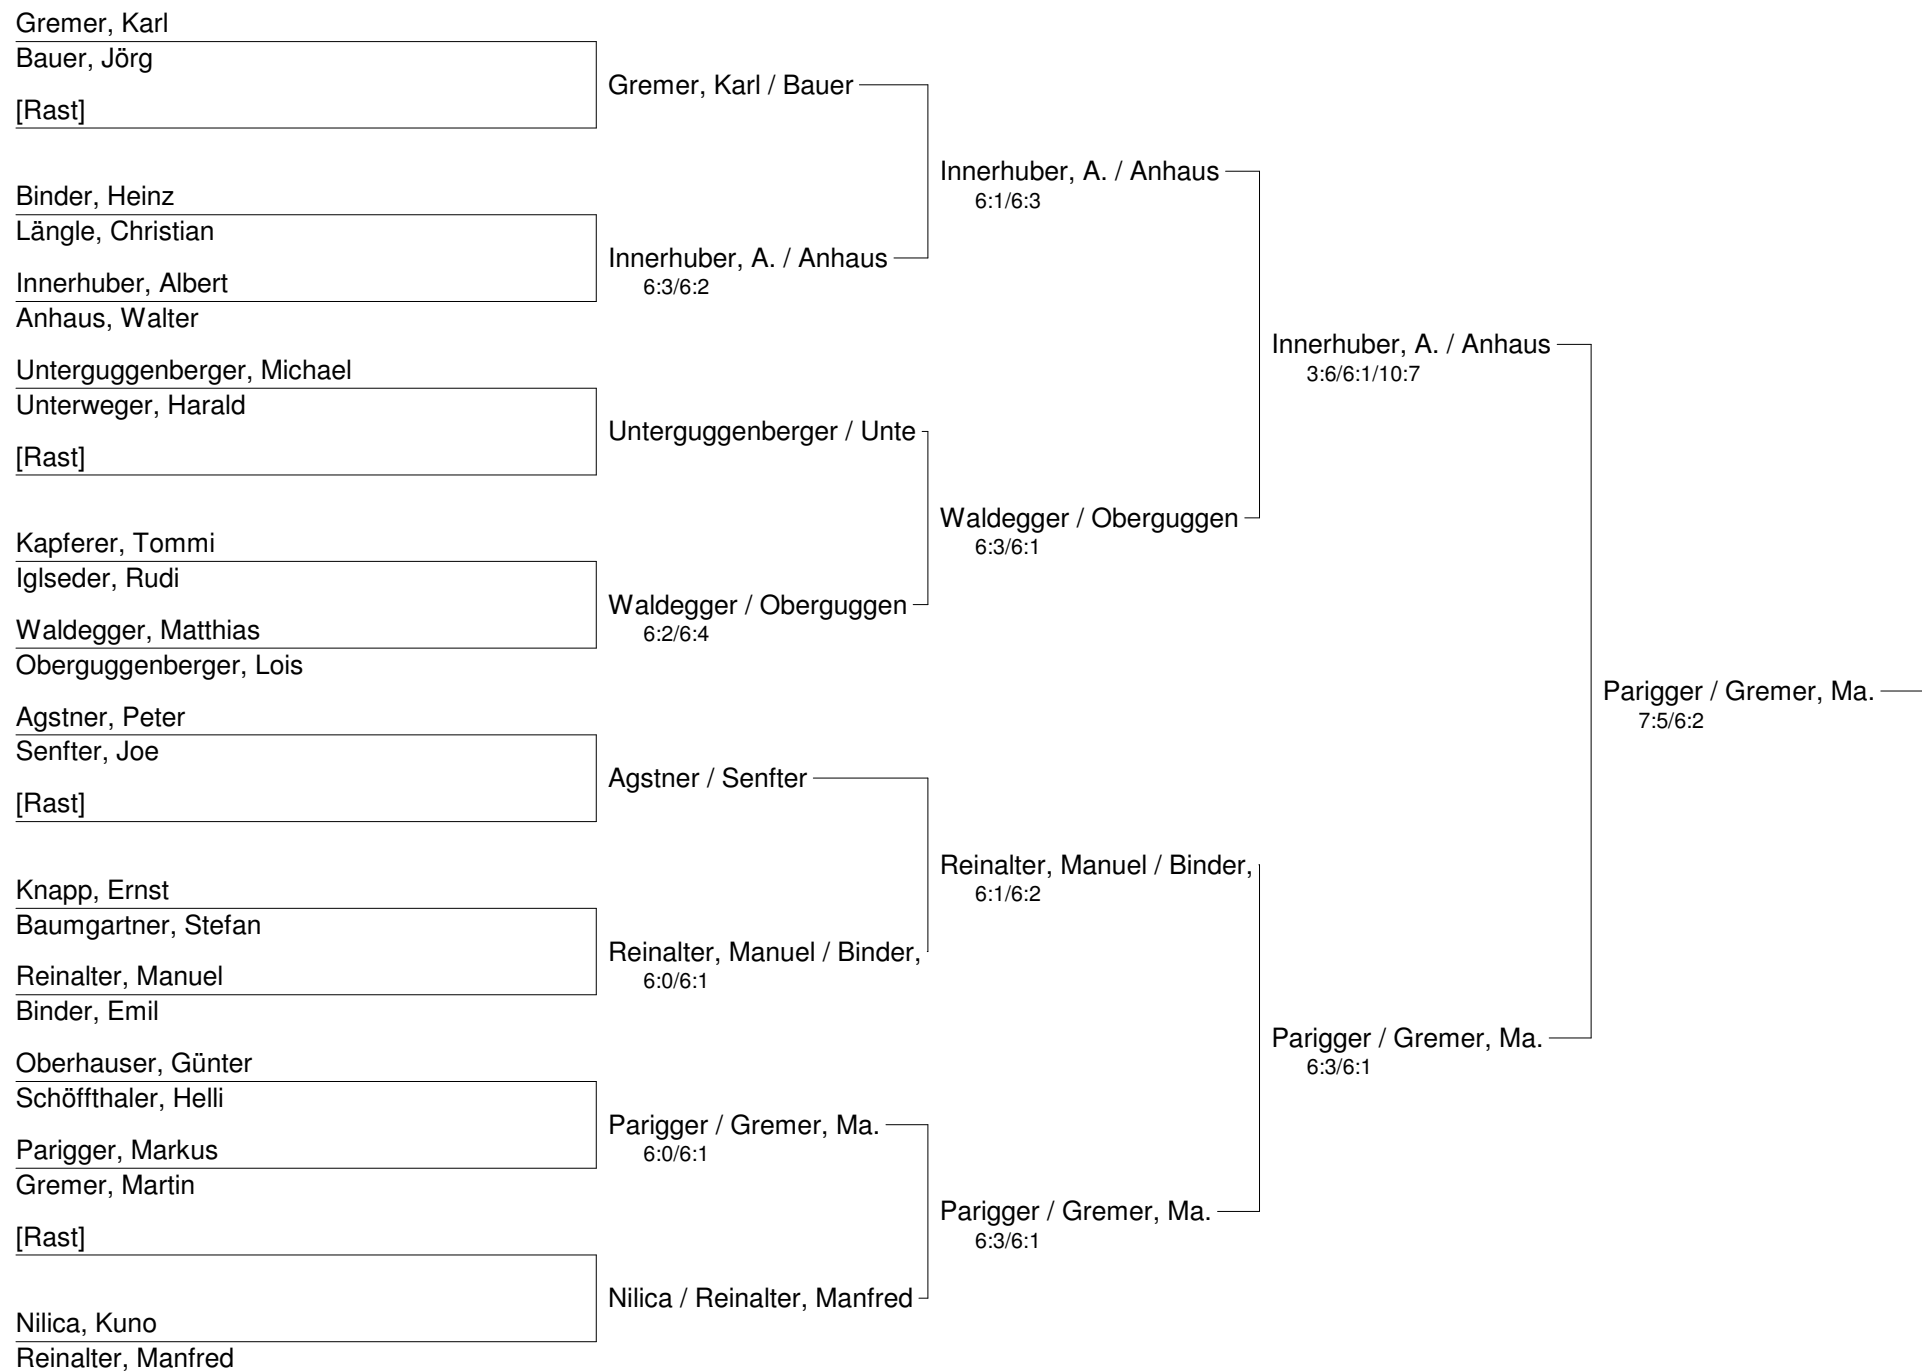 Gremer, Karl
Bauer, Jörg
[Rast]
Binder, Heinz
Längle, Christian
Innerhuber, Albert
Anhaus, Walter
Unterguggenberger, Michael
Unterweger, Harald
[Rast]
Kapferer, Tommi
Iglseder, Rudi
Waldegger, Matthias
Oberguggenberger, Lois
Agstner, Peter
Senfter, Joe
[Rast]
Knapp, Ernst
Baumgartner, Stefan
Reinalter, Manuel
Binder, Emil
Oberhauser, Günter
Schöffthaler, Helli
Parigger, Markus
Gremer, Martin
[Rast]
Nilica, Kuno
Reinalter, Manfred
Gremer, Karl / Bauer
Innerhuber, A. / Anhaus
6:3/6:2
Unterguggenberger / Unte
Waldegger / Oberguggen
6:2/6:4
Agstner / Senfter
Reinalter, Manuel / Binder,
6:0/6:1
Parigger / Gremer, Ma.
6:0/6:1
Nilica / Reinalter, Manfred
Innerhuber, A. / Anhaus
6:1/6:3
Waldegger / Oberguggen
6:3/6:1
Reinalter, Manuel / Binder,
6:1/6:2
Parigger / Gremer, Ma.
6:3/6:1
Innerhuber, A. / Anhaus
3:6/6:1/10:7
Parigger / Gremer, Ma.
6:3/6:1
Parigger / Gremer, Ma.
7:5/6:2